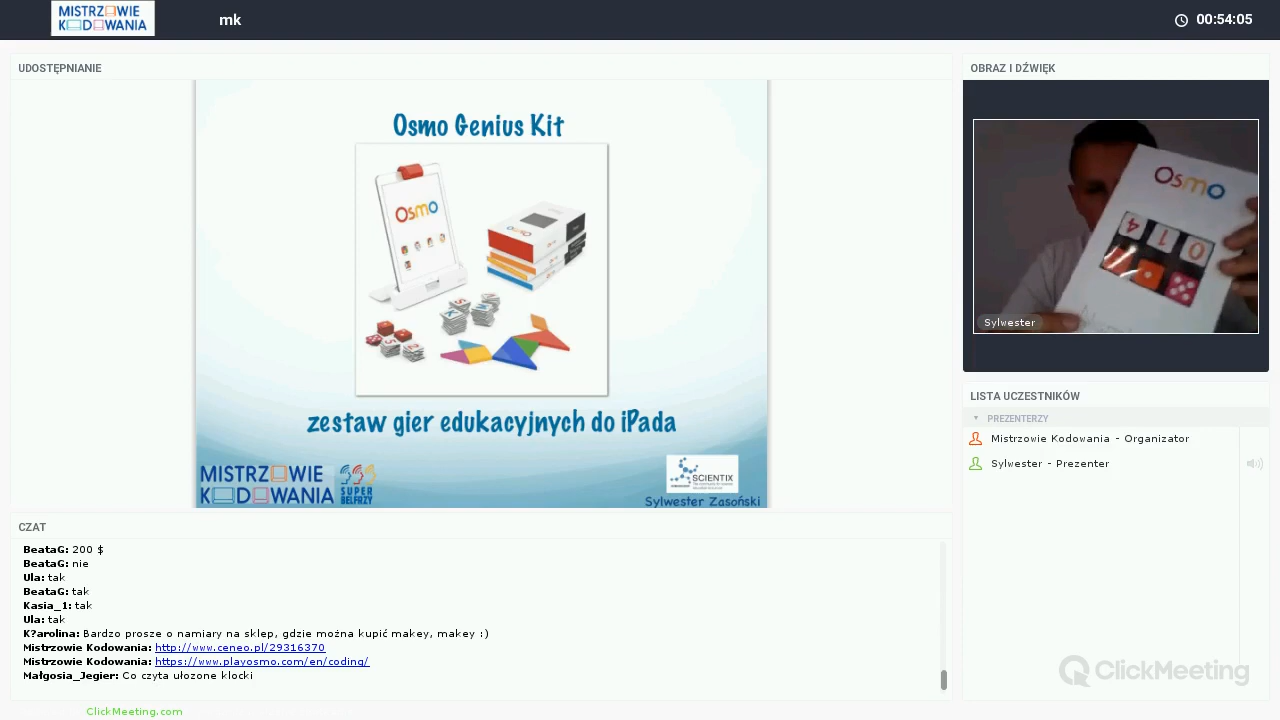 MISTRZOWIE
KODOWANIA
mk
00:54:05
UDOSTĘPNIANIE
Osmo Genius Kit
OSMO
zestaw gier edukacyjnych do iPada
MISTRZOWIE
KODOWANIA
SUPER
BELFRZY
SCIENTIX
Sylwester Zasoński
OBRAZ I DŹWIĘK
Osmo
4 1 0
Sylwester
LISTA UCZESTNIKÓW
PREZENTERZY
Mistrzowie Kodowania - Organizator
Sylwester - Prezenter
CZAT
BeataG: 200 $
BeataG: nie
Ula: tak
BeataG: tak
Kasia_1: tak
Ula: tak
K?arolina: Bardzo prosze o namiary na sklep, gdzie można kupić makey, makey :)
Mistrzowie Kodowania: http://www.ceneo.pl/29316370
Mistrzowie Kodowania: https://www.playosmo.com/en/coding/
Małgosia_Jegier: Co czyta ułozone klocki
ClickMeeting
ClickMeeting.com